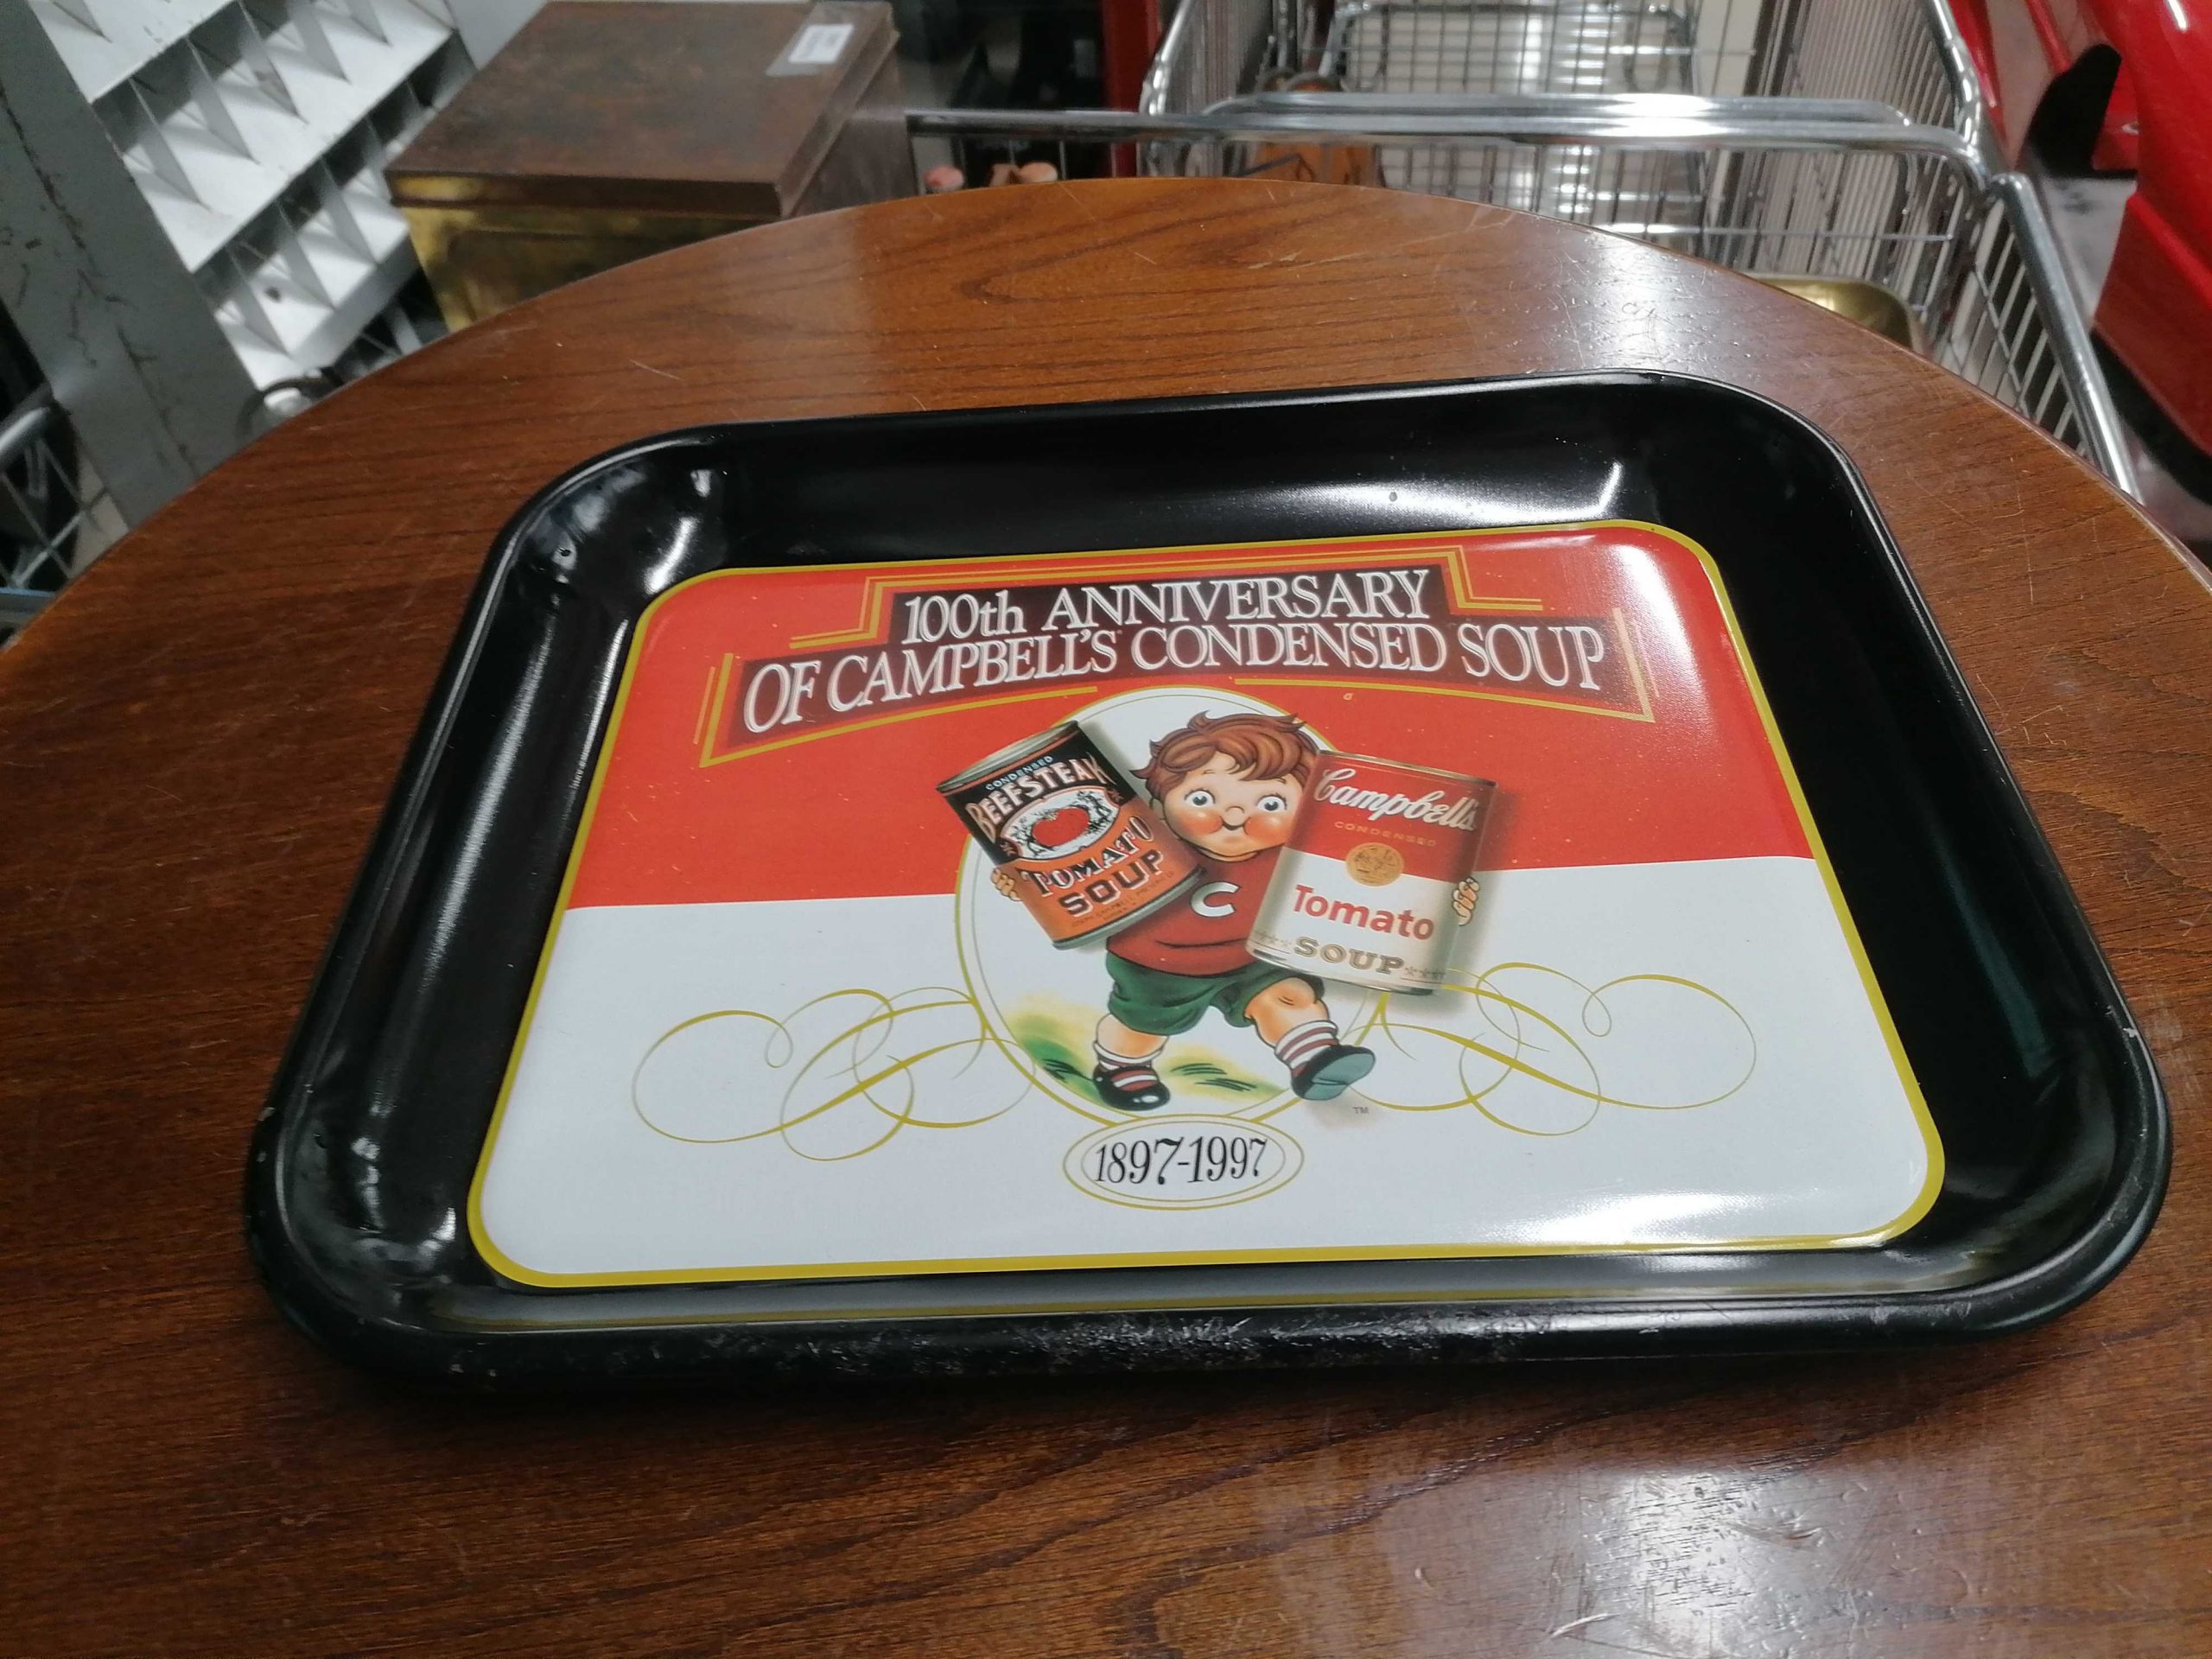 100th ANNIVERSARY
OF CAMPBELL'S CONDENSED SOUP
CONDENSED
BEEFSTEAK
TOMATO
SOUP
C
Campbell's
CONDENSED
Tomato
SOUP
TM
1897-1997